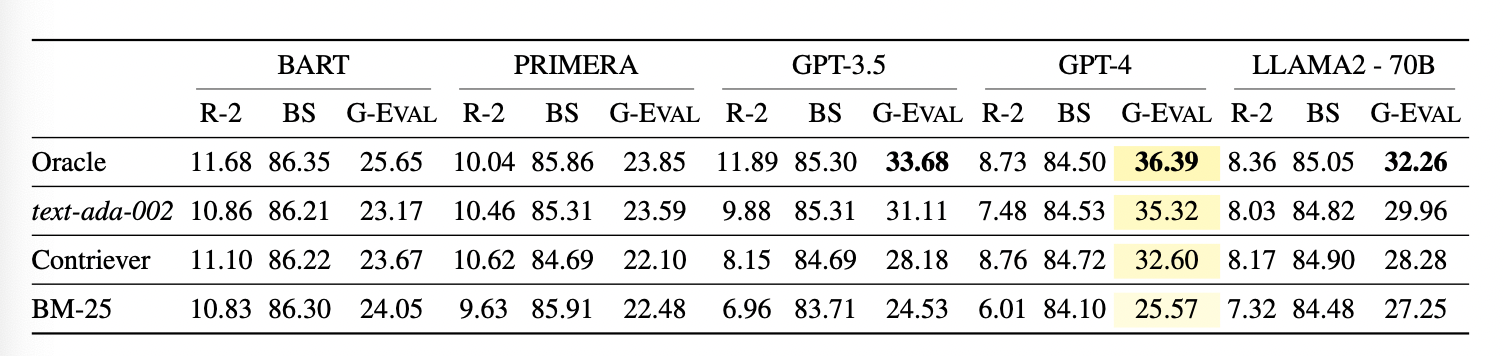 BART PRIMERA GPT-3.5 GPT-4 LLAMA2 - 70B
R-2 BS G-EVAL R-2 BS G-EVAL R-2 BS G-EVAL R-2 BS G-EVAL R-2 BS G-EVAL
Oracle 11.68 86.35 25.65 10.04 85.86 23.85 11.89 85.30 33.68 8.73 84.50 36.39 8.36 85.05 32.26
text-ada-002 10.86 86.21 23.17 10.46 85.31 23.59 9.88 85.31 31.11 7.48 84.53 35.32 8.03 84.82 29.96
Contriever 11.10 86.22 23.67 10.62 84.69 22.10 8.15 84.69 28.18 8.76 84.72 32.60 8.17 84.90 28.28
BM-25 10.83 86.30 24.05 9.63 85.91 22.48 6.96 83.71 24.53 6.01 84.10 25.57 7.32 84.48 27.25